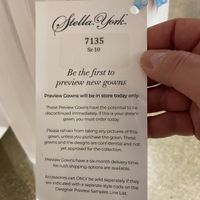 Stella York
7135
Sz 10
Be the first to
preview new gowns
Preview Gowns will be in store today only.
These Preview Gowns have the potential to be
discontinued immediately. If this is your dream
gown, you must order today.
Please refrain from taking any pictures of this
gown, unless you purchase the gown. These
gowns and the designs are confidential and not
yet approved for the collection.
Preview Gowns have a six month delivery time.
No rush shipping options are available.
Accessories can ONLY be sold separately if they
are indicated with a separate style code on the
Designer Preview Samples Line List.